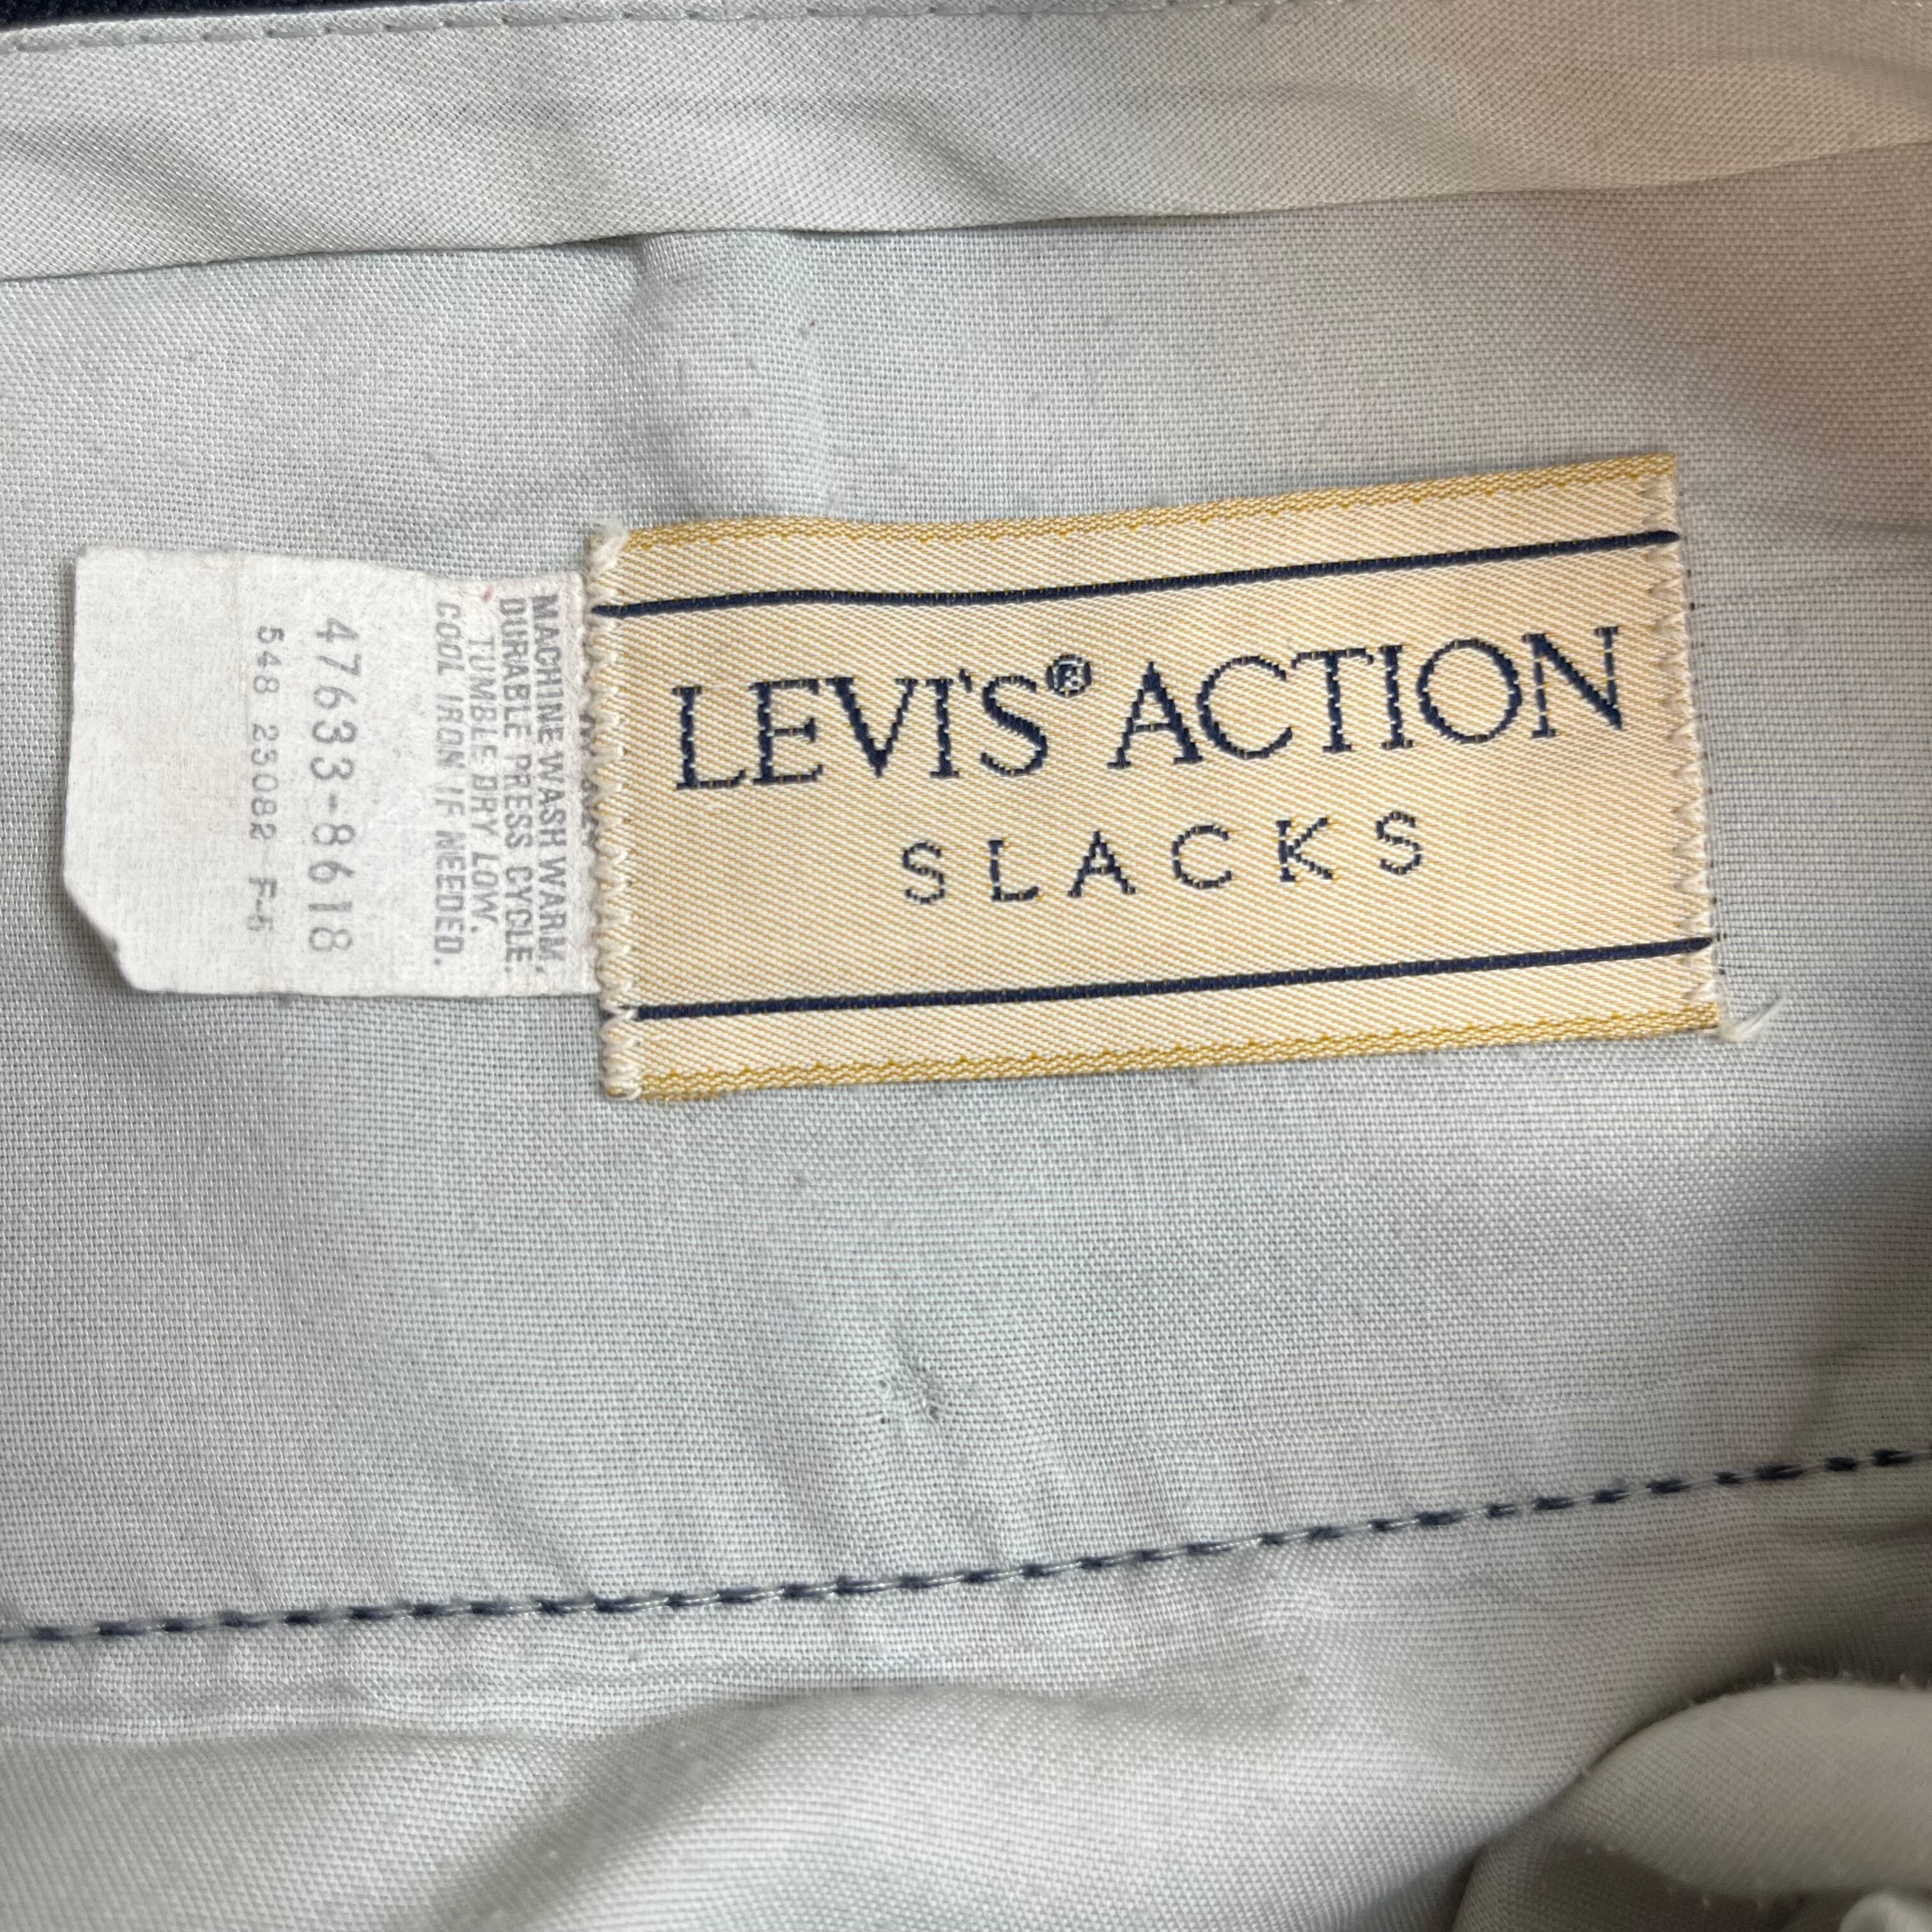 LEVI'S® ACTION
SLACKS
MACHINE WASH WARM,
DURABLE PRESS CYCLE.
TUMBLE DRY LOW.
COOL IRON IF NEEDED.
47633-8618
548 23082